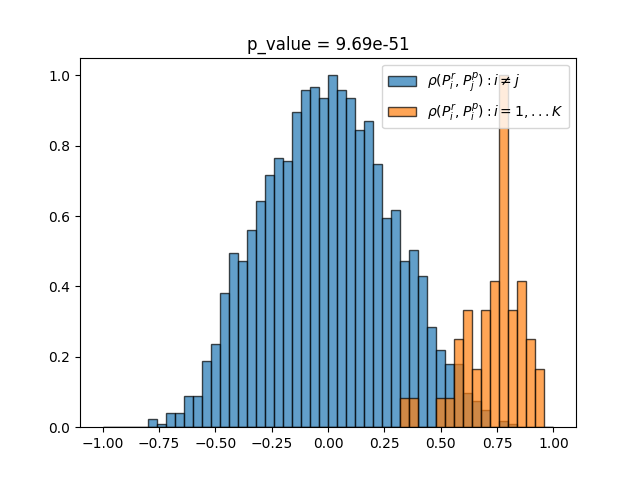 p_value = 9.69e-51
ρ(P_i^r, P_j^p) : i ≠ j
ρ(P_i^r, P_i^p) : i = 1, ... K
1.0
0.8
0.6
0.4
0.2
0.0
−1.00 −0.75 −0.50 −0.25 0.00 0.25 0.50 0.75 1.00